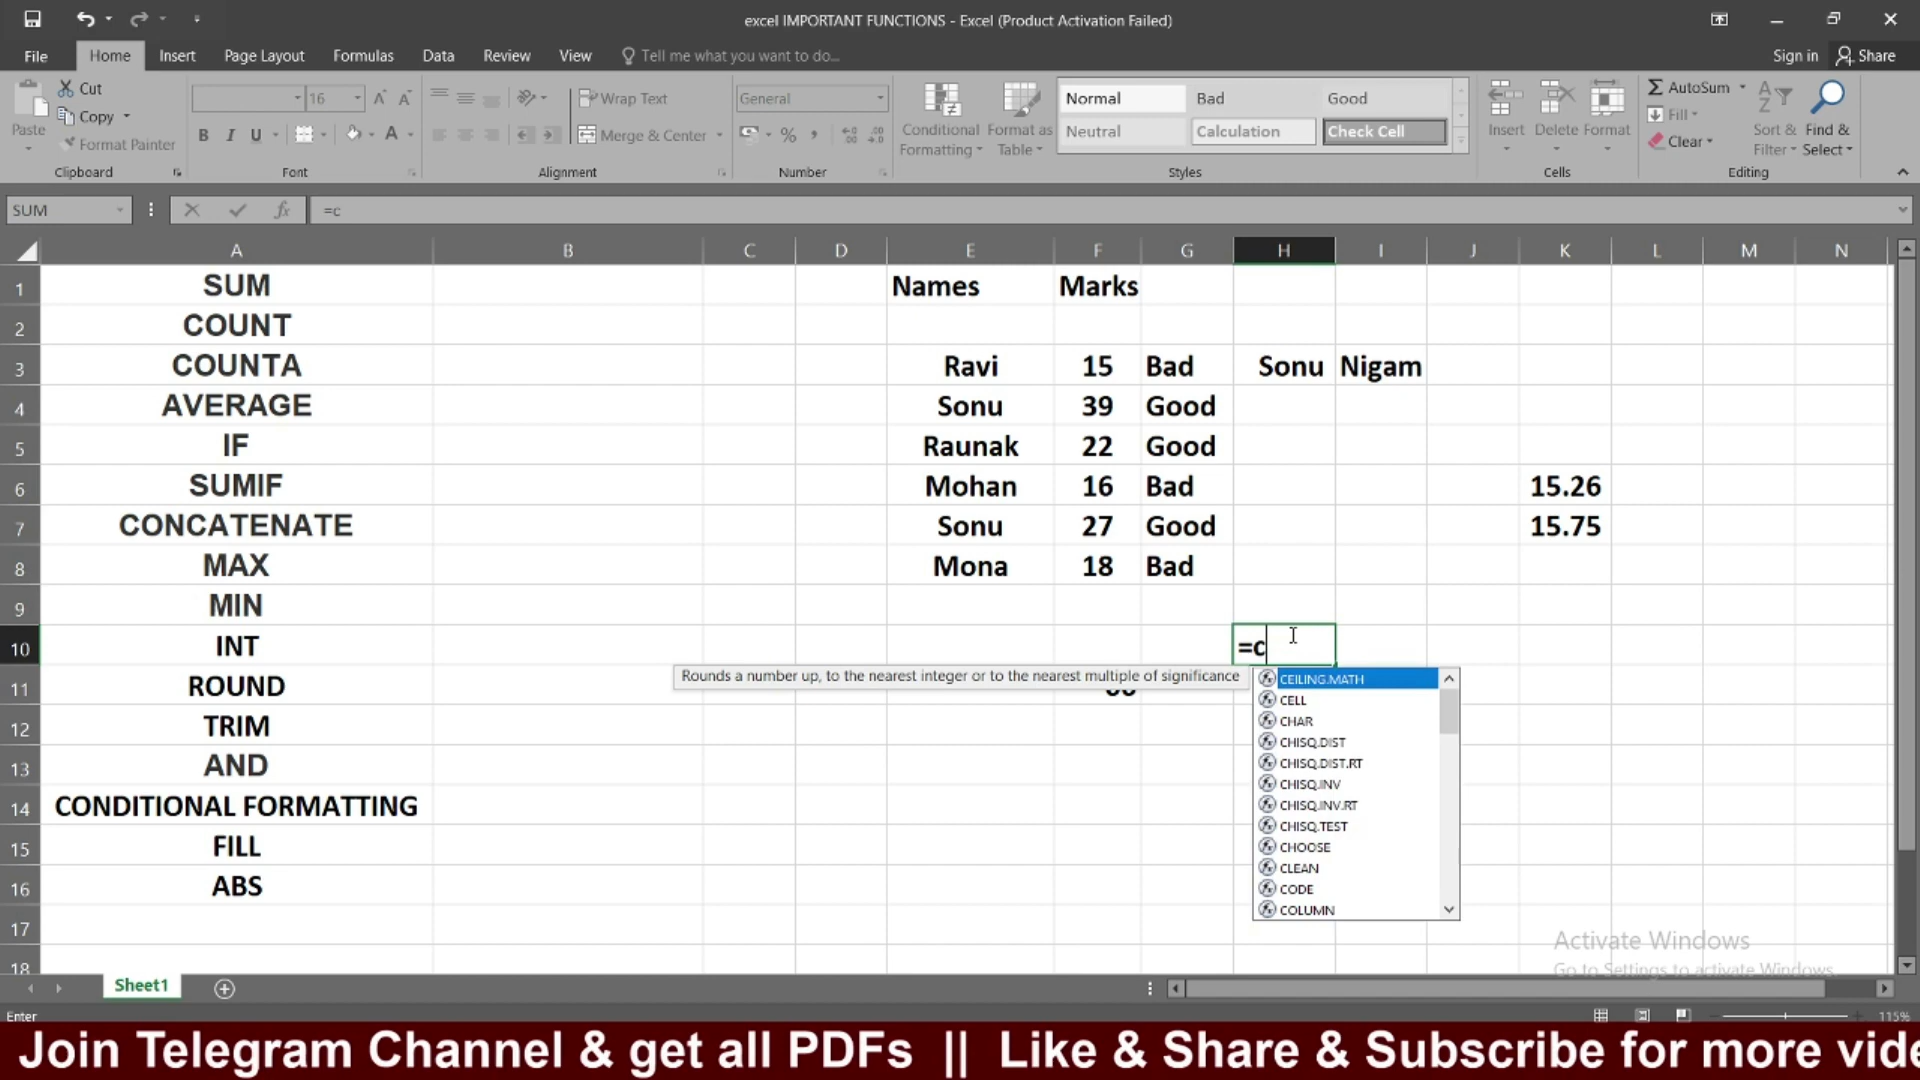 excel IMPORTANT FUNCTIONS - Excel (Product Activation Failed)
File Home Insert Page Layout Formulas Data Review View Tell me what you want to do... Sign in Share
Paste
Cut
Copy
Format Painter
Clipboard
16
B I U
Font
Wrap Text
Merge & Center
Alignment
General
%
Number
Conditional Formatting
Format as Table
Normal Bad Good
Neutral Calculation Check Cell
Styles
Insert Delete Format
Cells
AutoSum
Fill
Clear
Sort & Filter
Find & Select
Editing
SUM fx =c
A B C D E F G H I J K L M N
1 SUM Names Marks
2 COUNT
3 COUNTA Ravi 15 Bad Sonu Nigam
4 AVERAGE Sonu 39 Good
5 IF Raunak 22 Good
6 SUMIF Mohan 16 Bad 15.26
7 CONCATENATE Sonu 27 Good 15.75
8 MAX Mona 18 Bad
9 MIN
10 INT =c
11 ROUND
12 TRIM
13 AND
14 CONDITIONAL FORMATTING
15 FILL
16 ABS
17
18
Rounds a number up, to the nearest integer or to the nearest multiple of significance
CEILING.MATH
CELL
CHAR
CHISQ.DIST
CHISQ.DIST.RT
CHISQ.INV
CHISQ.INV.RT
CHISQ.TEST
CHOOSE
CLEAN
CODE
COLUMN
Activate Windows
Go to Settings to activate Windows.
Sheet1
Enter
115%
Join Telegram Channel & get all PDFs || Like & Share & Subscribe for more vide